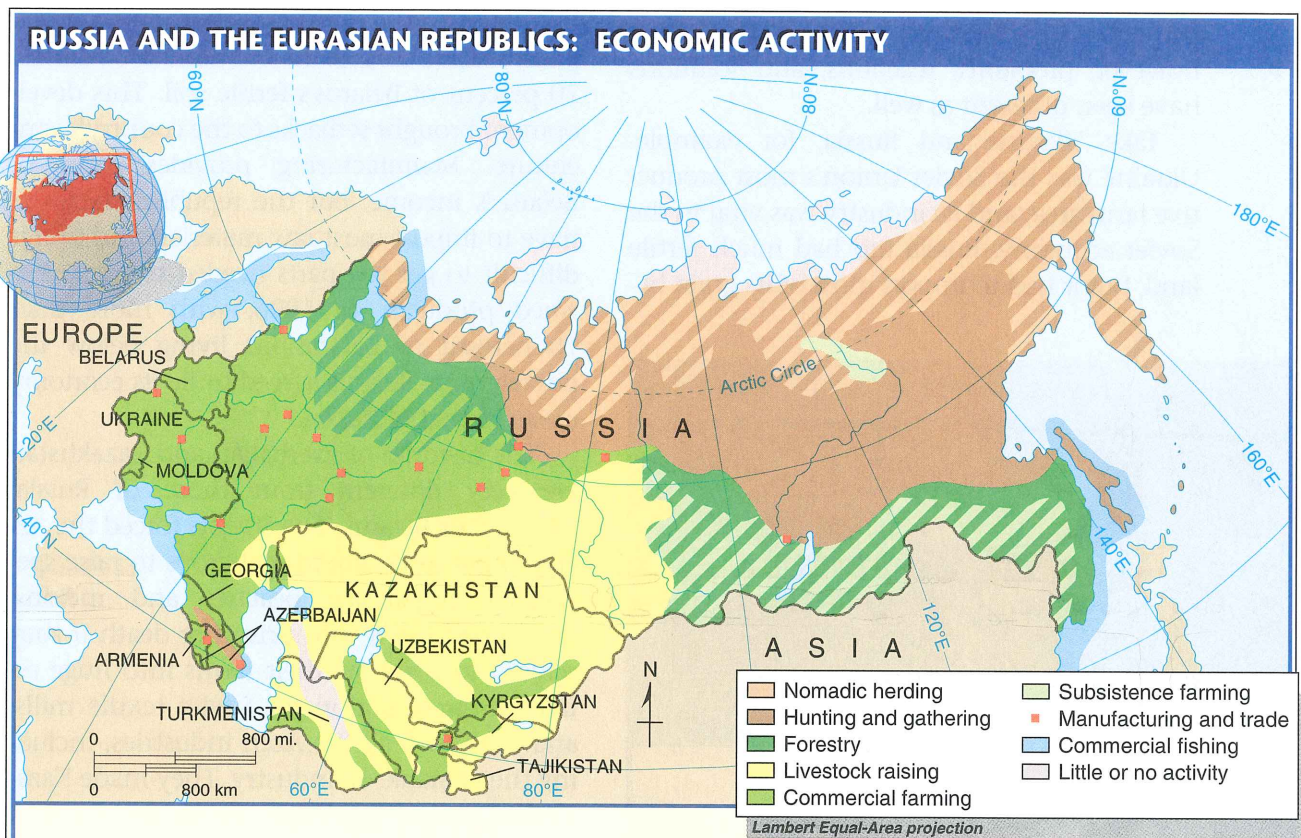 RUSSIA AND THE EURASIAN REPUBLICS: ECONOMIC ACTIVITY
60°N
80°N
80°N
60°N
180°E
EUROPE
BELARUS
UKRAINE
20°E
MOLDOVA
40°N
RUSSIA
Arctic Circle
160°E
140°E
120°E
GEORGIA
KAZAKHSTAN
AZERBAIJAN
ARMENIA
UZBEKISTAN
ASIA
N
KYRGYZSTAN
TURKMENISTAN
TAJIKISTAN
0 800 mi.
0 800 km
60°E
80°E
Nomadic herding
Hunting and gathering
Forestry
Livestock raising
Commercial farming
Subsistence farming
Manufacturing and trade
Commercial fishing
Little or no activity
Lambert Equal-Area projection